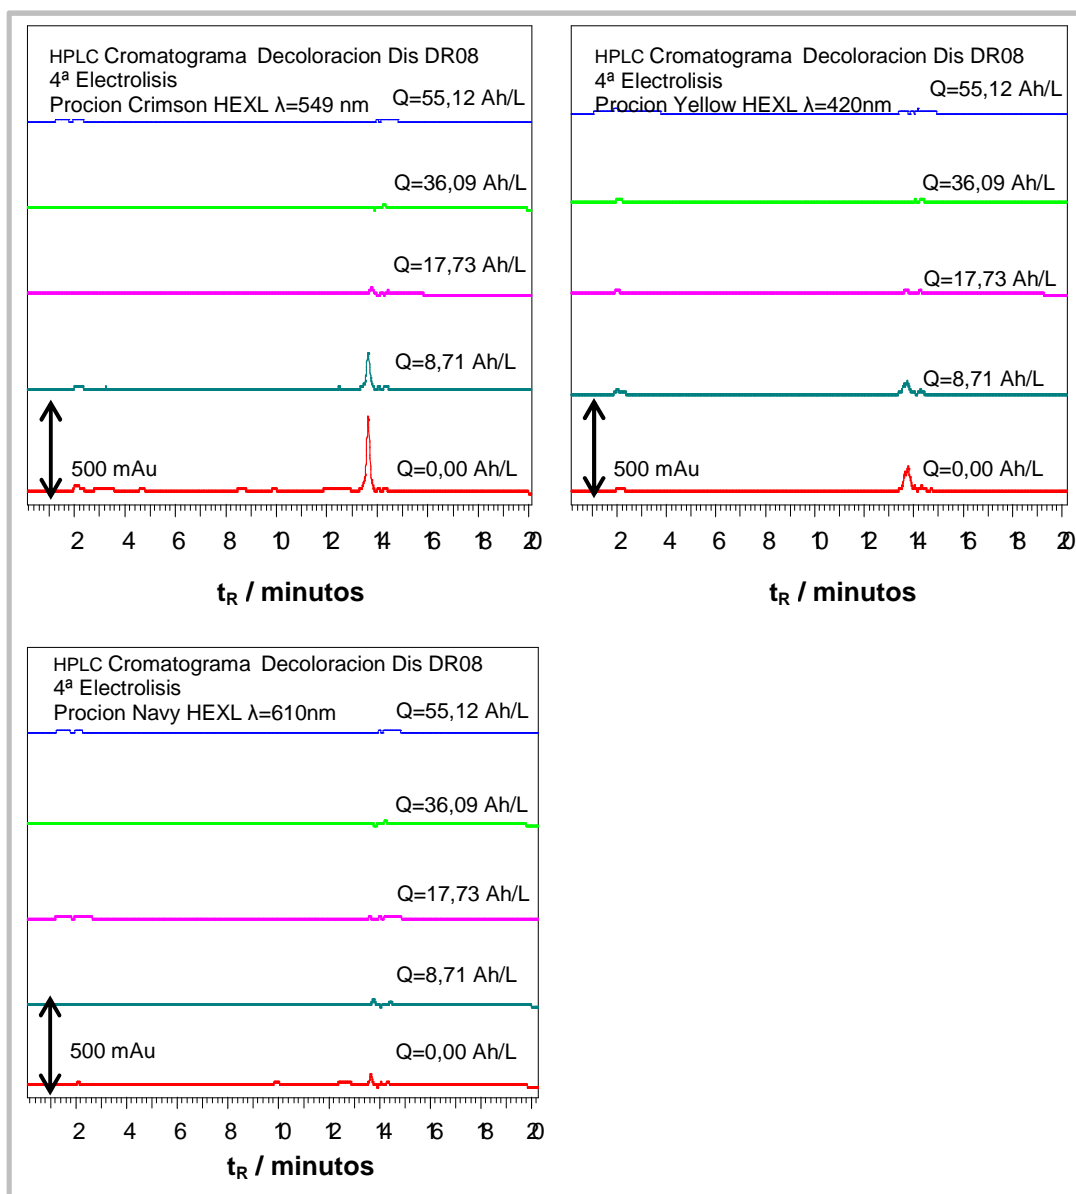 HPLC Cromatograma Decoloracion Dis DR08
4ª Electrolisis
Procion Crimson HEXL λ=549 nm
Q=55,12 Ah/L
Q=36,09 Ah/L
Q=17,73 Ah/L
Q=8,71 Ah/L
500 mAu
Q=0,00 Ah/L
2 4 6 8 10 12 14 16 18 20
tR / minutos
HPLC Cromatograma Decoloracion Dis DR08
4ª Electrolisis
Q=55,12 Ah/L
Procion Yellow HEXL λ=420nm
Q=36,09 Ah/L
Q=17,73 Ah/L
Q=8,71 Ah/L
500 mAu
Q=0,00 Ah/L
2 4 6 8 10 12 14 16 18 20
tR / minutos
HPLC Cromatograma Decoloracion Dis DR08
4ª Electrolisis
Procion Navy HEXL λ=610nm
Q=55,12 Ah/L
Q=36,09 Ah/L
Q=17,73 Ah/L
Q=8,71 Ah/L
500 mAu
Q=0,00 Ah/L
2 4 6 8 10 12 14 16 18 20
tR / minutos